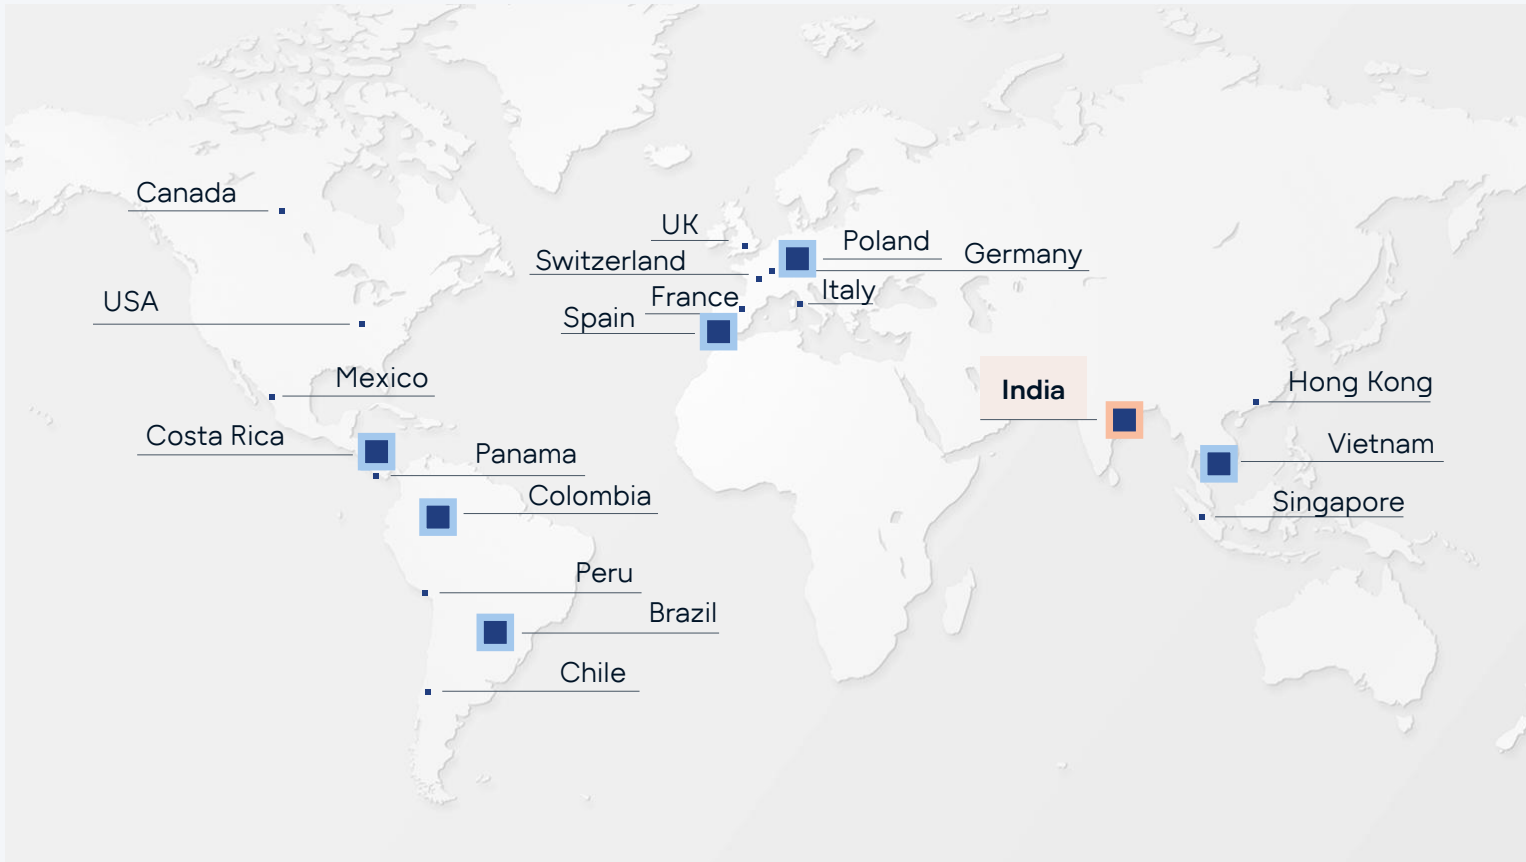 Canada
UK
Poland
Germany
Switzerland
Italy
France
USA
Spain
Mexico
India
Hong Kong
Costa Rica
Vietnam
Panama
Colombia
Singapore
Peru
Brazil
Chile